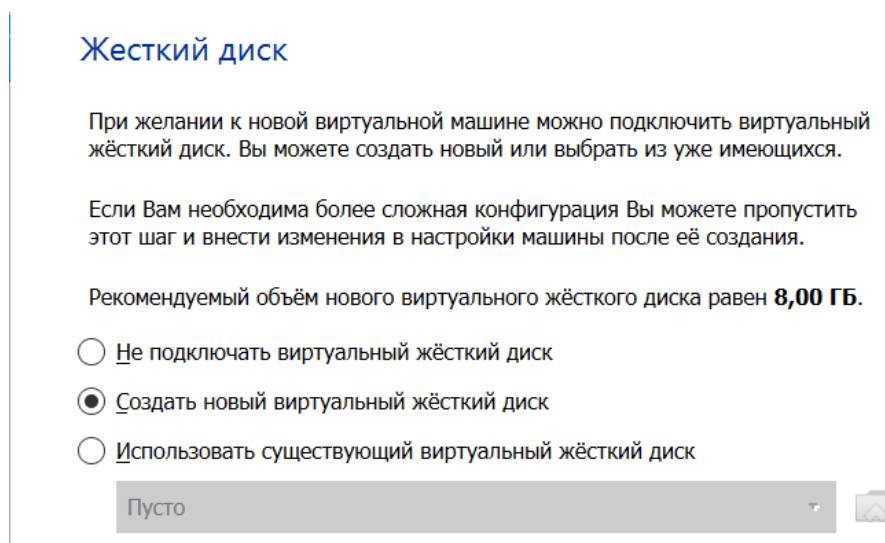 Жесткий диск
При желании к новой виртуальной машине можно подключить виртуальный
жёсткий диск. Вы можете создать новый или выбрать из уже имеющихся.
Если Вам необходима более сложная конфигурация Вы можете пропустить
этот шаг и внести изменения в настройки машины после её создания.
Рекомендуемый объём нового виртуального жёсткого диска равен 8,00 ГБ.
Не подключать виртуальный жёсткий диск
Создать новый виртуальный жёсткий диск
Использовать существующий виртуальный жёсткий диск
Пусто